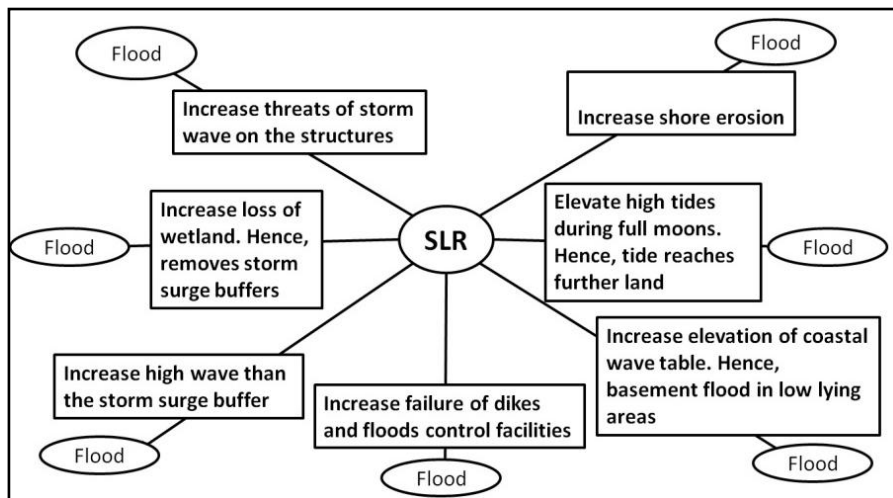 Flood
Flood
Increase threats of storm
wave on the structures
Increase shore erosion
Increase loss of
wetland. Hence,
removes storm
surge buffers
Flood
SLR
Elevate high tides
during full moons.
Hence, tide reaches
further land
Flood
Increase high wave than
the storm surge buffer
Flood
Increase failure of dikes
and floods control facilities
Flood
Increase elevation of coastal
wave table. Hence,
basement flood in low lying
areas
Flood